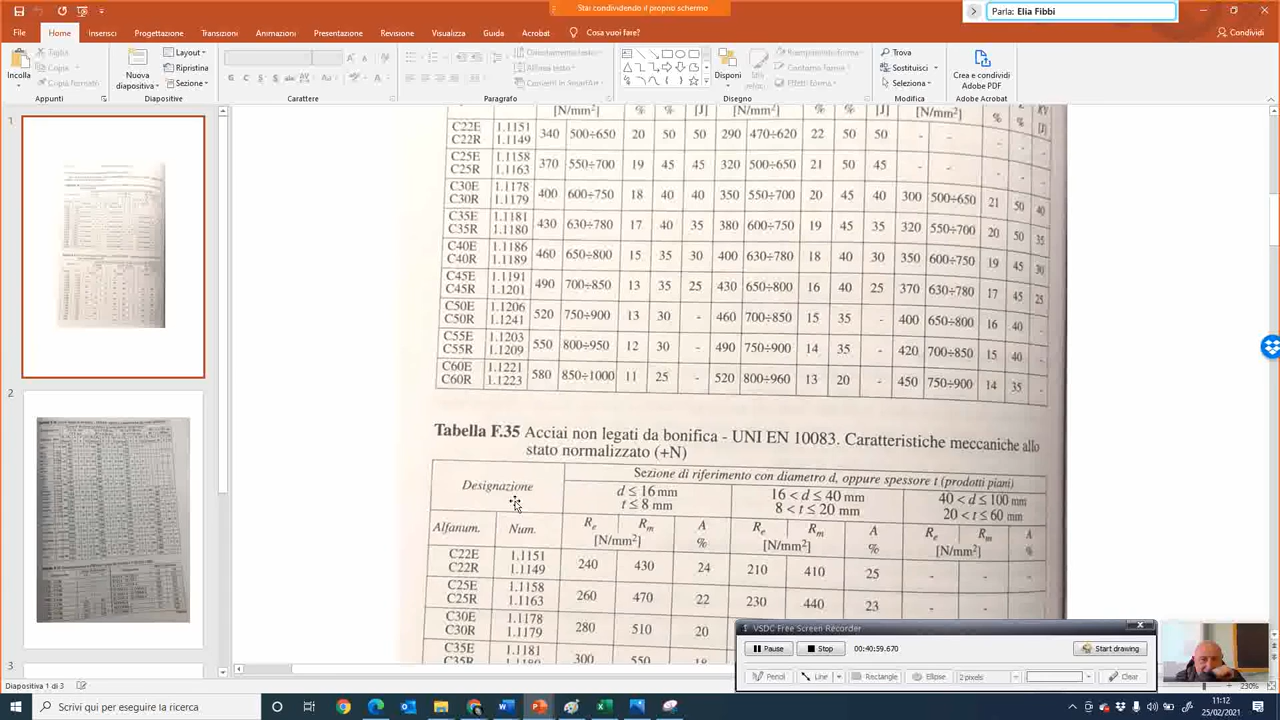 Stai condividendo il proprio schermo
Parla: Elia Fibbi
File Home Inserisci Progettazione Transizioni Animazioni Presentazione Revisione Visualizza Guida Acrobat Cosa vuoi fare? Condividi
Incolla
Taglia
Copia
Copia formato
Appunti
Nuova
diapositiva
Layout
Ripristina
Sezione
Diapositive
Carattere
Paragrafo
Disponi
Disegno
Trova
Sostituisci
Seleziona
Modifica
Crea e condividi
Adobe PDF
Adobe Acrobat
1
2
3
[N/mm²] % % [J] [N/mm²] % % [J] [N/mm²] % % [J]
C22E 1.1151
C22R 1.1149 340 500÷650 20 50 50 290 470÷620 22 50 50 - - - - -
C25E 1.1158
C25R 1.1163 370 550÷700 19 45 45 320 500÷650 21 50 45 - - - - -
C30E 1.1178
C30R 1.1179 400 600÷750 18 40 40 350 550÷700 20 45 40 300 500÷650 21 50 40
C35E 1.1181
C35R 1.1180 430 630÷780 17 40 35 380 600÷750 19 45 35 320 550÷700 20 50 35
C40E 1.1186
C40R 1.1189 460 650÷800 15 35 30 400 630÷780 18 40 30 350 600÷750 19 45 30
C45E 1.1191
C45R 1.1201 490 700÷850 13 35 25 430 650÷800 16 40 25 370 630÷780 17 45 25
C50E 1.1206
C50R 1.1241 520 750÷900 13 30 - 460 700÷850 15 35 - 400 650÷800 16 40 -
C55E 1.1203
C55R 1.1209 550 800÷950 12 30 - 490 750÷900 14 35 - 420 700÷850 15 40 -
C60E 1.1221
C60R 1.1223 580 850÷1000 11 25 - 520 800÷960 13 20 - 450 750÷900 14 35 -
Tabella F.35 Acciai non legati da bonifica - UNI EN 10083. Caratteristiche meccaniche allo
stato normalizzato (+N)
Designazione
Sezione di riferimento con diametro d, oppure spessore t (prodotti piani)
d ≤ 16 mm 16 < d ≤ 40 mm 40 < d ≤ 100 mm
t ≤ 8 mm 8 < t ≤ 20 mm 20 < t ≤ 60 mm
Alfanum. Num. Re Rm A Re Rm A Re Rm A
[N/mm²] % [N/mm²] % [N/mm²] %
C22E 1.1151
C22R 1.1149 240 430 24 210 410 25 - - -
C25E 1.1158
C25R 1.1163 260 470 22 230 440 23 - - -
C30E 1.1178
C30R 1.1179 280 510 20
C35E 1.1181
C35R 1.1180 300 550 18
VSDC Free Screen Recorder
Pause Stop 00:40:59.670 Start drawing
Pencil Line Rectangle Ellipse 2 pixels Clear
Diapositiva 1 di 3
230%
Scrivi qui per eseguire la ricerca
11:12
25/02/2021